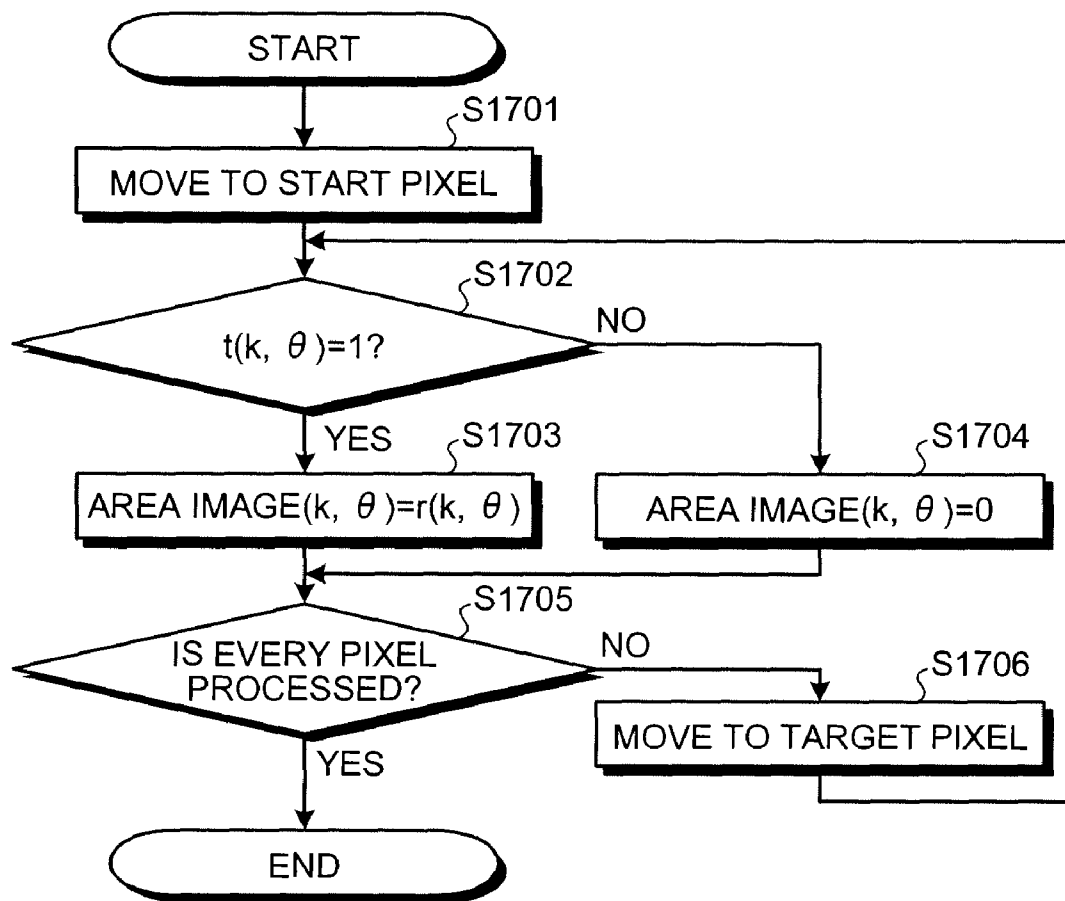 START
S1701
MOVE TO START PIXEL
S1702
t(k, θ)=1?
NO
YES
S1703
S1704
AREA IMAGE(k, θ)=r(k, θ)
AREA IMAGE(k, θ)=0
S1705
IS EVERY PIXEL
PROCESSED?
NO
S1706
MOVE TO TARGET PIXEL
YES
END